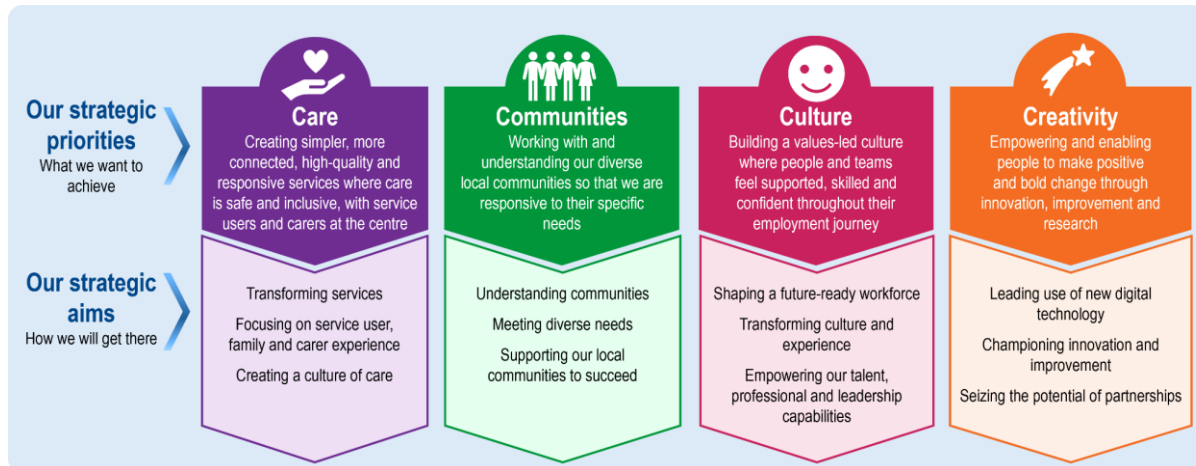 Our strategic
priorities
What we want to
achieve
Care
Creating simpler, more
connected, high-quality and
responsive services where care
is safe and inclusive, with service
users and carers at the centre
Communities
Working with and
understanding our diverse
local communities so that we are
responsive to their specific
needs
Culture
Building a values-led culture
where people and teams
feel supported, skilled and
confident throughout their
employment journey
Creativity
Empowering and enabling
people to make positive
and bold change through
innovation, improvement and
research
Our strategic
aims
How we will get there
Transforming services
Focusing on service user,
family and carer experience
Creating a culture of care
Understanding communities
Meeting diverse needs
Supporting our local
communities to succeed
Shaping a future-ready workforce
Transforming culture and
experience
Empowering our talent,
professional and leadership
capabilities
Leading use of new digital
technology
Championing innovation and
improvement
Seizing the potential of partnerships